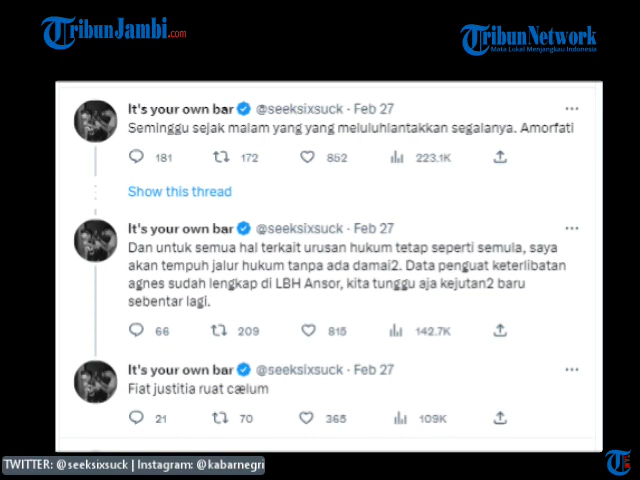 TribunJambi.com
TribunNetwork
Mata Lokal Menjangkau Indonesia
It's your own bar @seeksixsuck · Feb 27
Seminggu sejak malam yang yang meluluhlantakkan segalanya. Amorfati
181 172 852 223.1K
Show this thread
It's your own bar @seeksixsuck · Feb 27
Dan untuk semua hal terkait urusan hukum tetap seperti semula, saya
akan tempuh jalur hukum tanpa ada damai2. Data penguat keterlibatan
agnes sudah lengkap di LBH Ansor, kita tunggu aja kejutan2 baru
sebentar lagi.
66 209 815 142.7K
It's your own bar @seeksixsuck · Feb 27
Fiat justitia ruat cælum
21 70 365 109K
TWITTER: @seeksixsuck | Instagram: @kabarnegri